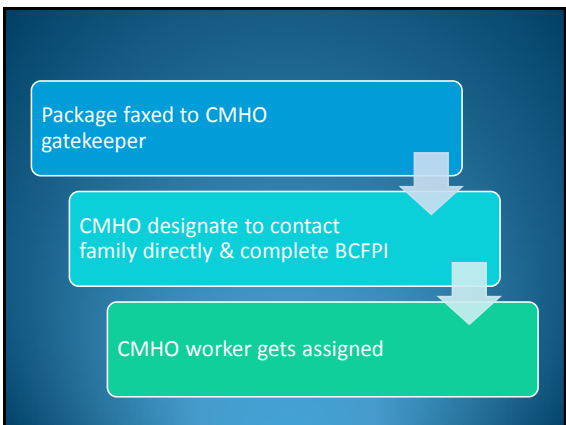 Package faxed to CMHO
gatekeeper
CMHO designate to contact
family directly & complete BCFPI
CMHO worker gets assigned